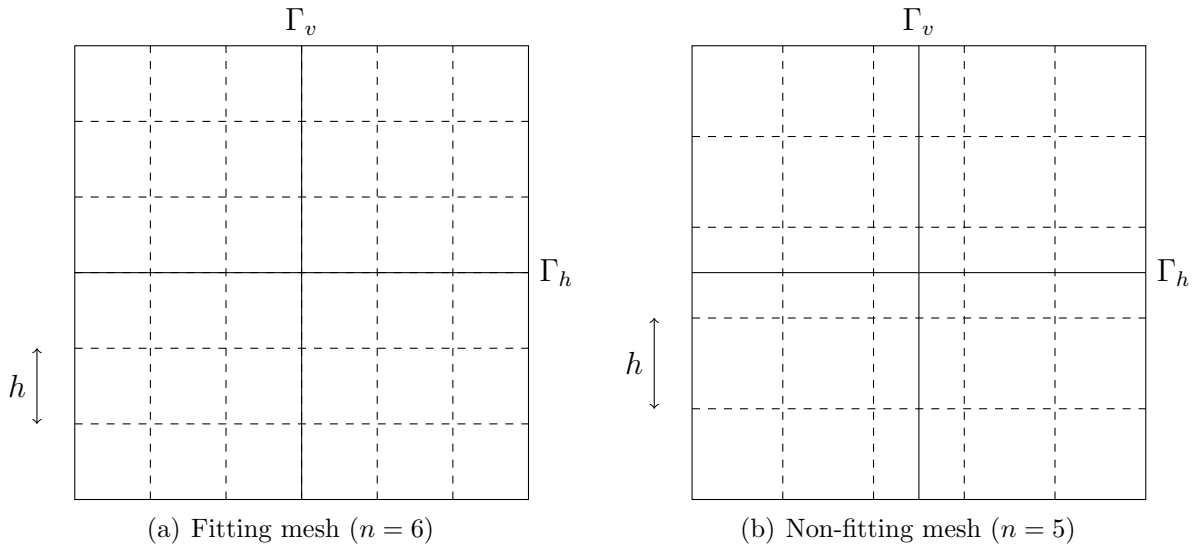 Γv
Γh
h
(a) Fitting mesh (n = 6)
Γv
Γh
h
(b) Non-fitting mesh (n = 5)